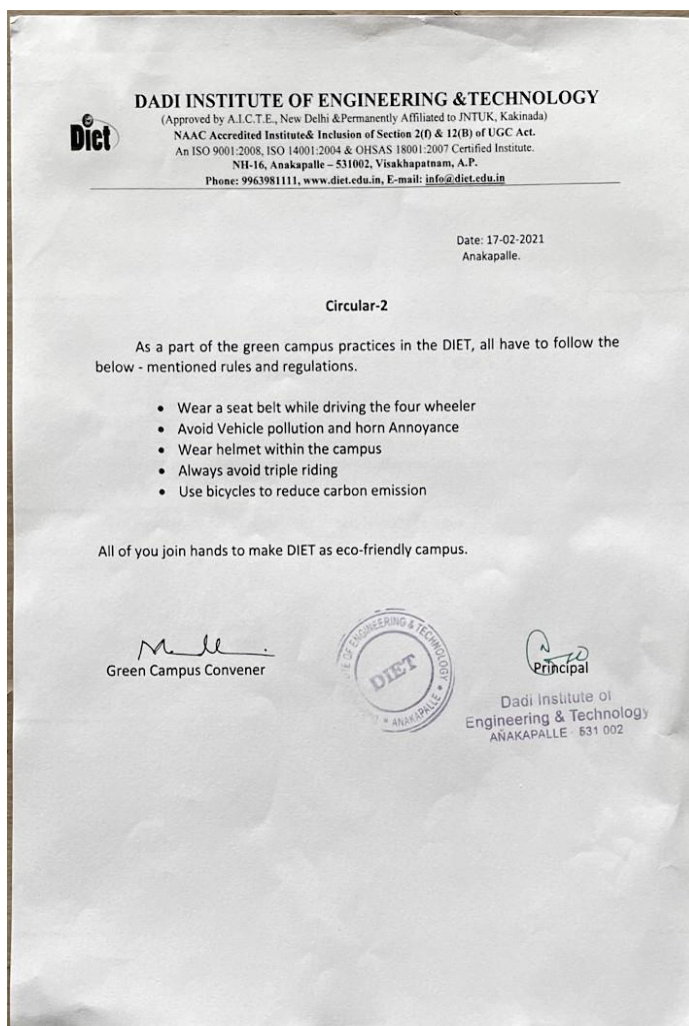 Diet
DADI INSTITUTE OF ENGINEERING &TECHNOLOGY
(Approved by A.I.C.T.E., New Delhi &Permanently Affiliated to JNTUK, Kakinada)
NAAC Accredited Institute& Inclusion of Section 2(f) & 12(B) of UGC Act.
An ISO 9001:2008, ISO 14001:2004 & OHSAS 18001:2007 Certified Institute.
NH-16, Anakapalle – 531002, Visakhapatnam, A.P.
Phone: 9963981111, www.diet.edu.in, E-mail: info@diet.edu.in
Date: 17-02-2021
Anakapalle.
Circular-2
As a part of the green campus practices in the DIET, all have to follow the
below - mentioned rules and regulations.
• Wear a seat belt while driving the four wheeler
• Avoid Vehicle pollution and horn Annoyance
• Wear helmet within the campus
• Always avoid triple riding
• Use bicycles to reduce carbon emission
All of you join hands to make DIET as eco-friendly campus.
Green Campus Convener
OF ENGINEERING & TECHNOLOGY
DIET
* ANAKAPALLE *
Principal
Dadi Institute of
Engineering & Technology
ANAKAPALLE - 531 002